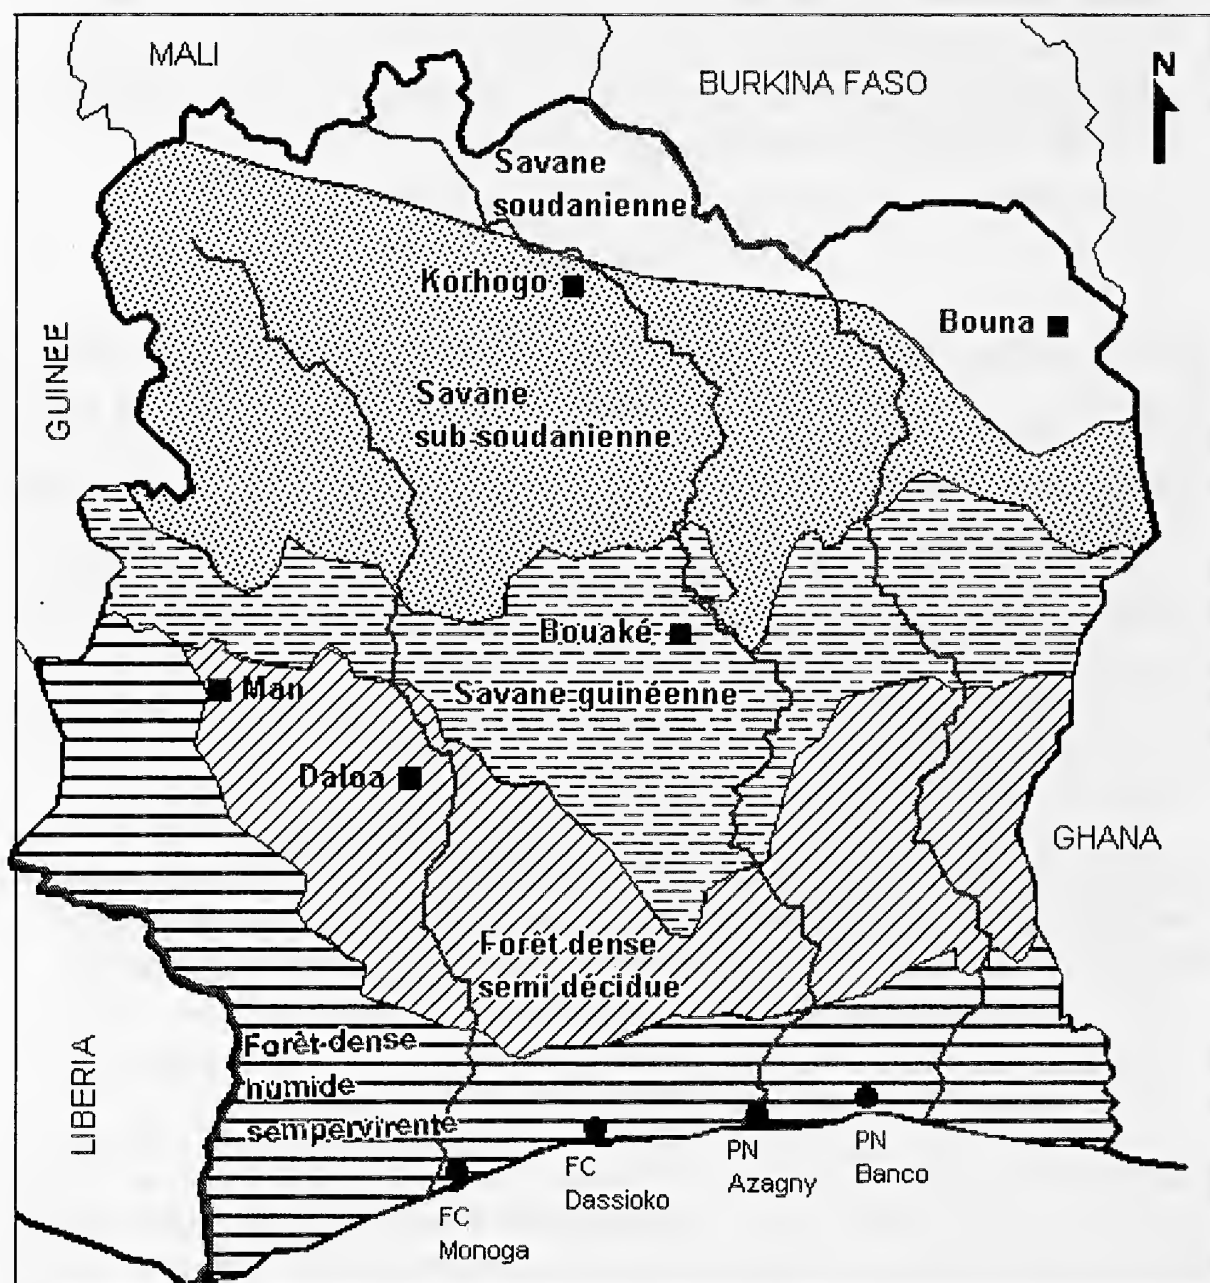 MALI
BURKINA FASO
N
Savane
soudanienne
Korhogo
Bouna
GUINEE
Savane
sub-soudanienne
Bouaké
Man
Savane guinéenne
Daloa
GHANA
Forêt dense
semi décidue
Forêt dense
humide
sempervirente
LIBERIA
PN
Azagny
PN
Banco
FC
Dassioko
FC
Monoga